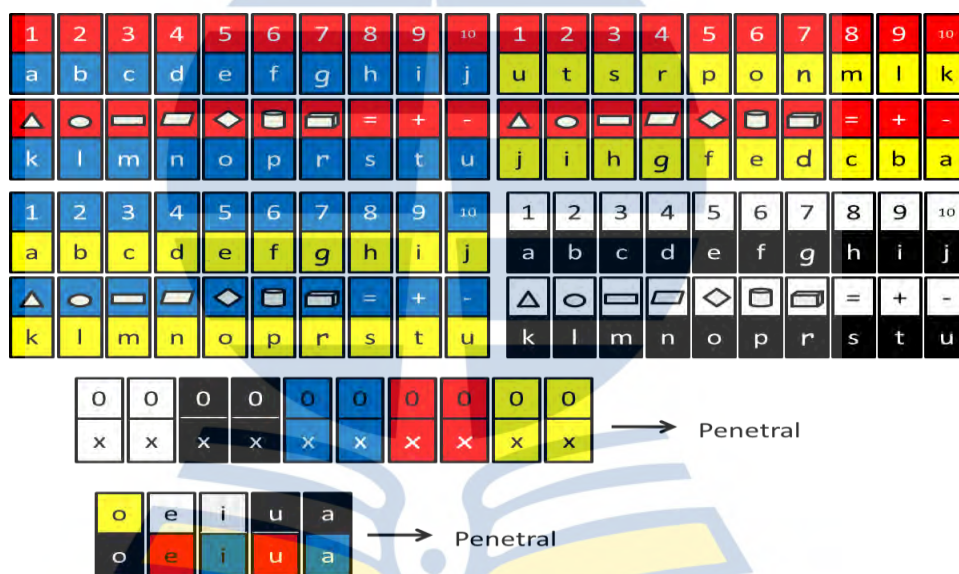 1 2 3 4 5 6 7 8 9 10 1 2 3 4 5 6 7 8 9 10
a b c d e f g h i j u t s r p o n m l k
= + - = + -
k l m n o p r s t u j i h g f e d c b a
1 2 3 4 5 6 7 8 9 10 1 2 3 4 5 6 7 8 9 10
a b c d e f g h i j a b c d e f g h i j
= + - = + -
k l m n o p r s t u k l m n o p r s t u
0 0 0 0 0 0 0 0 0 0
x x x x x x x x x x
Penetral
o e i u a
o e i u a
Penetral